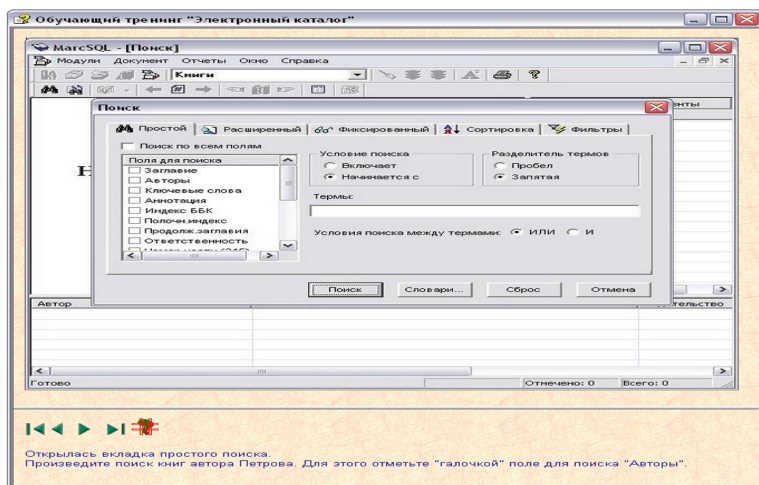 Обучающий тренинг "Электронный каталог"
MarcSQL - [Поиск]
Модули Документ Отчеты Окно Справка
Книги
Поиск
Простой Расширенный Фиксированный Сортировка Фильтры
Поиск по всем полям
Поля для поиска
Заглавие
Авторы
Ключевые слова
Аннотация
Индекс ББК
Полочн.индекс
Продолж.заглавия
Ответственность
Условие поиска
Включает
Начинается с
Разделитель термов
Пробел
Запятая
Термы:
Условия поиска между термами: ИЛИ И
Поиск Словари... Сброс Отмена
Автор
Готово Отмечено: 0 Всего: 0
Открылась вкладка простого поиска.
Произведите поиск книг автора Петрова. Для этого отметьте "галочкой" поле для поиска "Авторы".